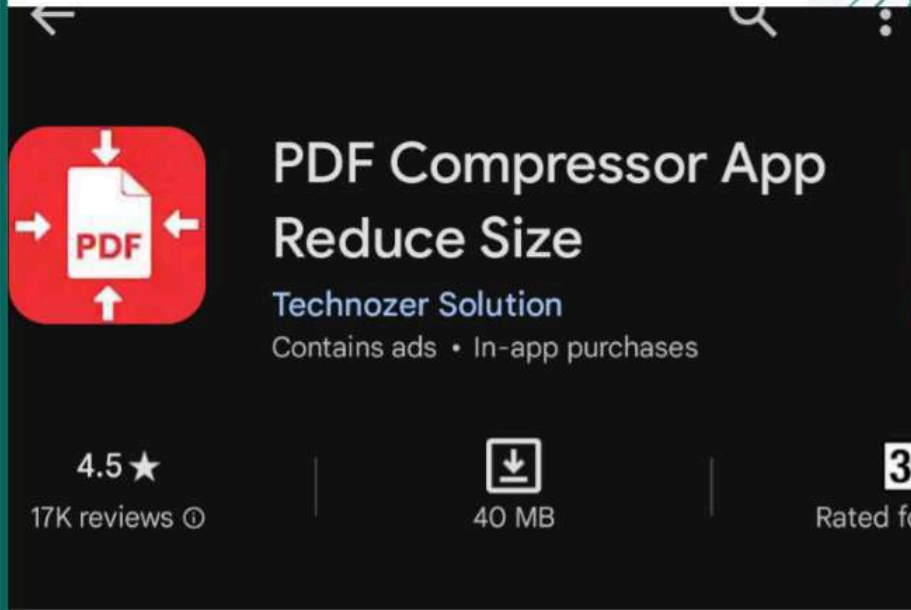 PDF
PDF Compressor App
Reduce Size
Technozer Solution
Contains ads • In-app purchases
4.5★
17K reviews
40 MB
3
Rated